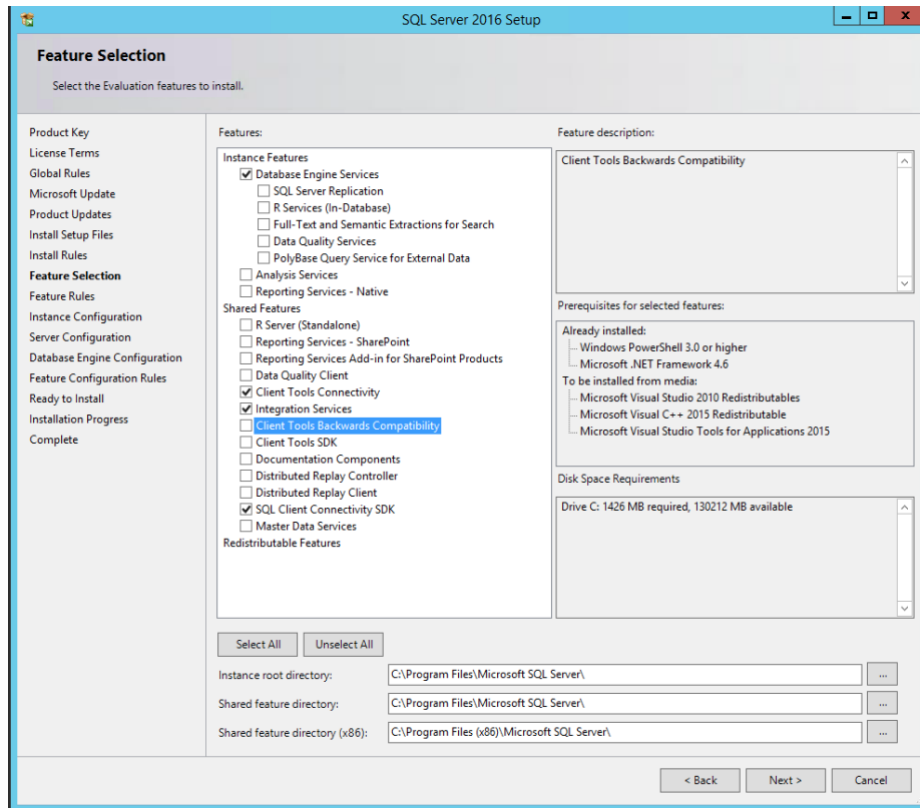 SQL Server 2016 Setup
Feature Selection
Select the Evaluation features to install.
Product Key
License Terms
Global Rules
Microsoft Update
Product Updates
Install Setup Files
Install Rules
Feature Selection
Feature Rules
Instance Configuration
Server Configuration
Database Engine Configuration
Feature Configuration Rules
Ready to Install
Installation Progress
Complete
Features:
Instance Features
Database Engine Services
SQL Server Replication
R Services (In-Database)
Full-Text and Semantic Extractions for Search
Data Quality Services
PolyBase Query Service for External Data
Analysis Services
Reporting Services - Native
Shared Features
R Server (Standalone)
Reporting Services - SharePoint
Reporting Services Add-in for SharePoint Products
Data Quality Client
Client Tools Connectivity
Integration Services
Client Tools Backwards Compatibility
Client Tools SDK
Documentation Components
Distributed Replay Controller
Distributed Replay Client
SQL Client Connectivity SDK
Master Data Services
Redistributable Features
Feature description:
Client Tools Backwards Compatibility
Prerequisites for selected features:
Already installed:
Windows PowerShell 3.0 or higher
Microsoft .NET Framework 4.6
To be installed from media:
Microsoft Visual Studio 2010 Redistributables
Microsoft Visual C++ 2015 Redistributable
Microsoft Visual Studio Tools for Applications 2015
Disk Space Requirements
Drive C: 1426 MB required, 130212 MB available
Select All
Unselect All
Instance root directory:
C:\Program Files\Microsoft SQL Server\
...
Shared feature directory:
C:\Program Files\Microsoft SQL Server\
...
Shared feature directory (x86):
C:\Program Files (x86)\Microsoft SQL Server\
...
< Back
Next >
Cancel